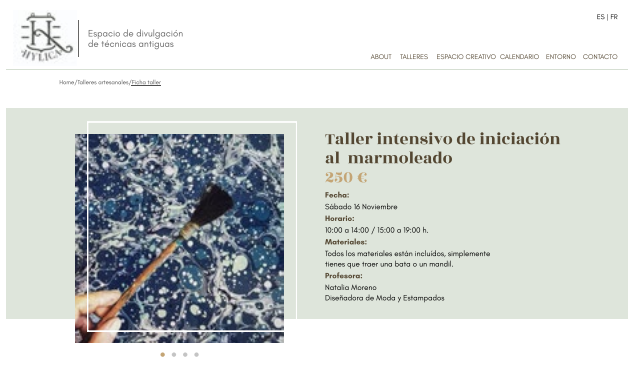 ES | FR
HYLICA
Espacio de divulgación
de técnicas antiguas
ABOUT TALLERES ESPACIO CREATIVO CALENDARIO ENTORNO CONTACTO
Home/Talleres artesanales/Ficha taller
Taller intensivo de iniciación
al marmoleado
250 €
Fecha:
Sábado 16 Noviembre
Horario:
10:00 a 14:00 / 15:00 a 19:00 h.
Materiales:
Todos los materiales están incluidos, simplemente
tienes que traer una bata o un mandil.
Profesora:
Natalia Moreno
Diseñadora de Moda y Estampados